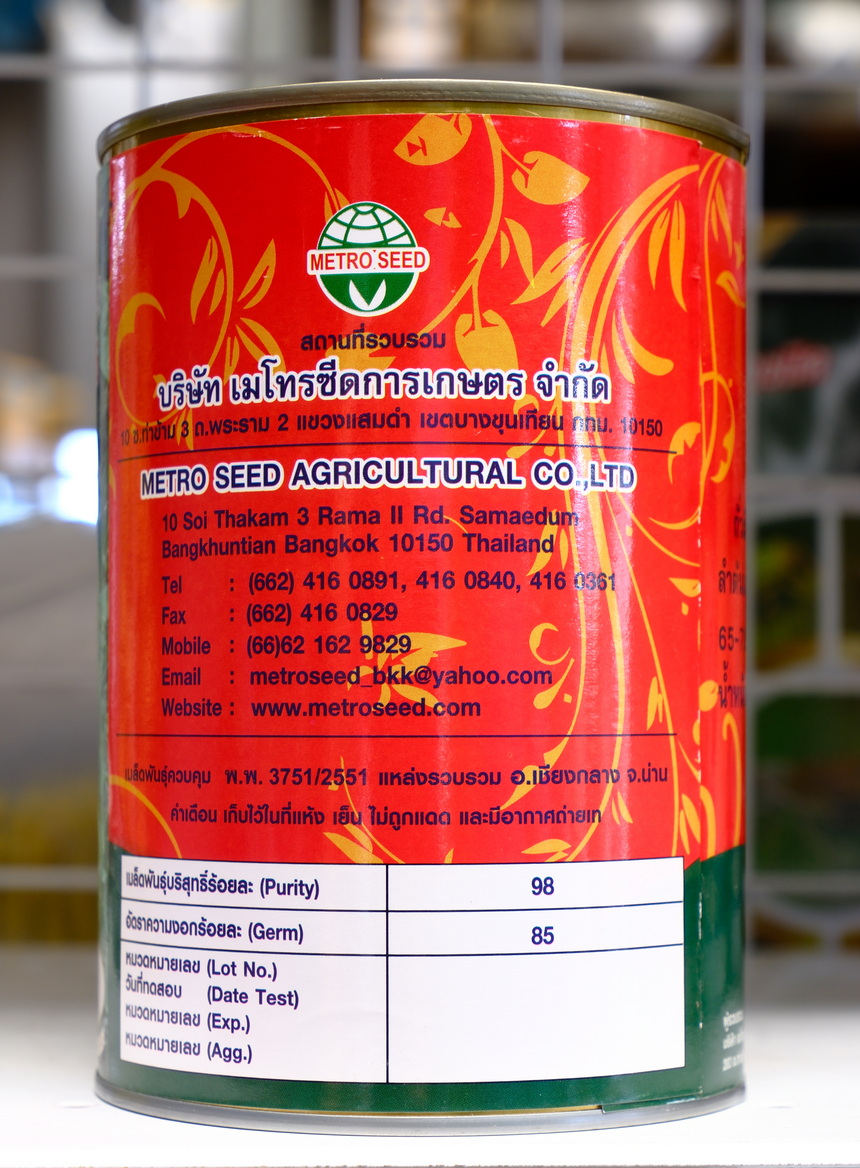 METRO SEED
สถานที่รวบรวม
บริษัท เมโทรซีดการเกษตร จำกัด
10 ซ.ท่าข้าม 3 ถ.พระราม 2 แขวงแสมดำ เขตบางขุนเทียน กทม. 10150
METRO SEED AGRICULTURAL CO.,LTD
10 Soi Thakam 3 Rama II Rd. Samaedum
Bangkhuntian Bangkok 10150 Thailand
Tel : (662) 416 0891, 416 0840, 416 0361
Fax : (662) 416 0829
Mobile : (66)62 162 9829
Email : metroseed_bkk@yahoo.com
Website : www.metroseed.com
เมล็ดพันธุ์ควบคุม พ.พ. 3751/2551 แหล่งรวบรวม อ.เชียงกลาง จ.น่าน
คำเตือน เก็บไว้ในที่แห้ง เย็น ไม่ถูกแดด และมีอากาศถ่ายเท
เมล็ดพันธุ์บริสุทธิ์ร้อยละ (Purity) 98
อัตราความงอกร้อยละ (Germ) 85
หมวดหมายเลข (Lot No.)
วันที่ทดสอบ (Date Test)
หมวดหมายเลข (Exp.)
หมวดหมายเลข (Agg.)